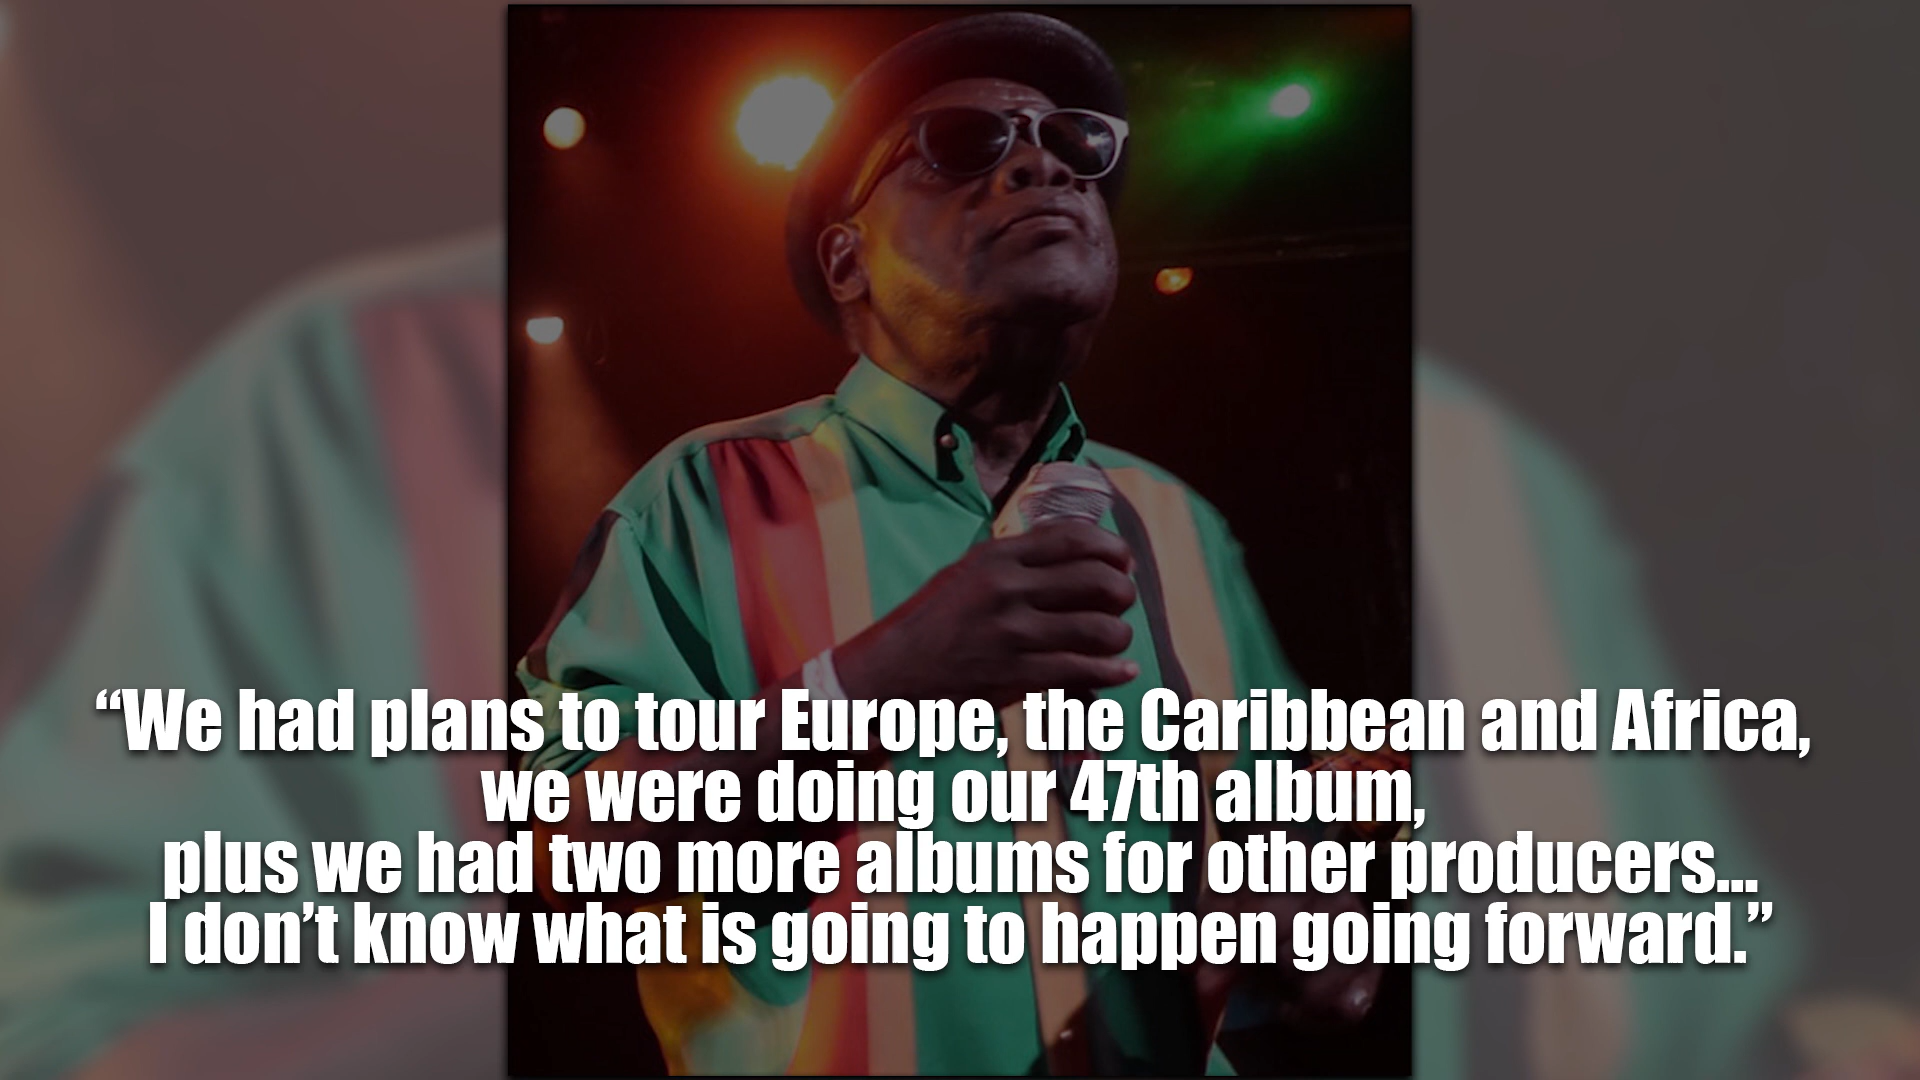 “We had plans to tour Europe, the Caribbean and Africa,
we were doing our 47th album,
plus we had two more albums for other producers...
I don’t know what is going to happen going forward.”